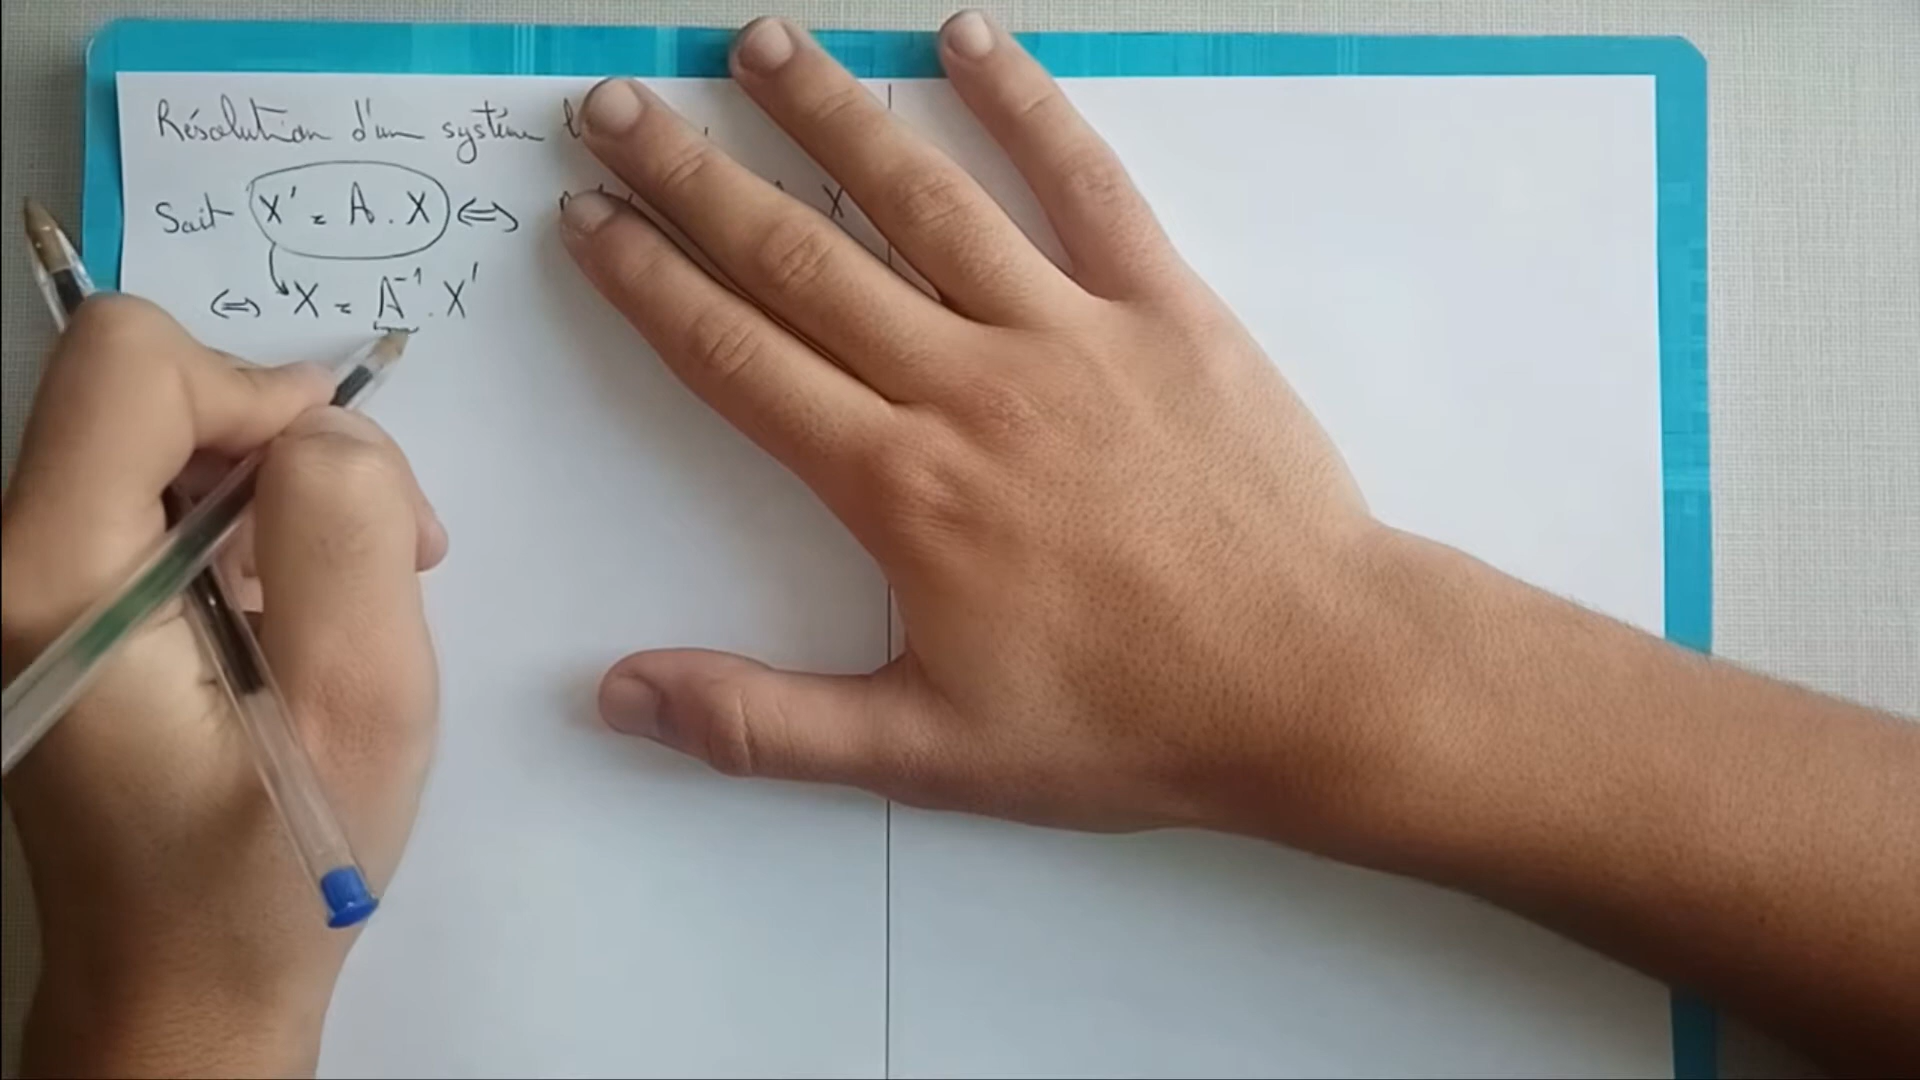 Résolution d'un système
Soit X' = A . X ⇔ X
⇔ X = A⁻¹ . X'